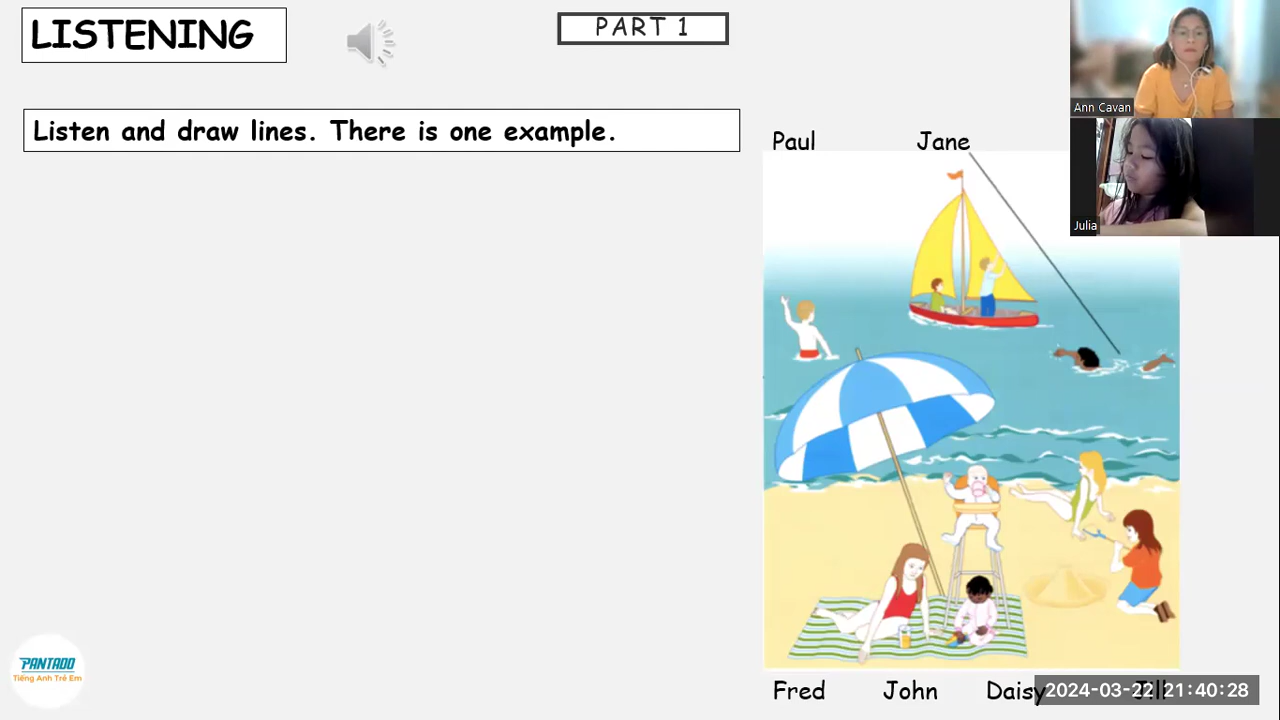 LISTENING
PART 1
Ann Cavan
Listen and draw lines. There is one example.
Paul Jane
Julia
PANTADO
Tiếng Anh Trẻ Em
Fred John Daisy Jill
2024-03-22 21:40:28